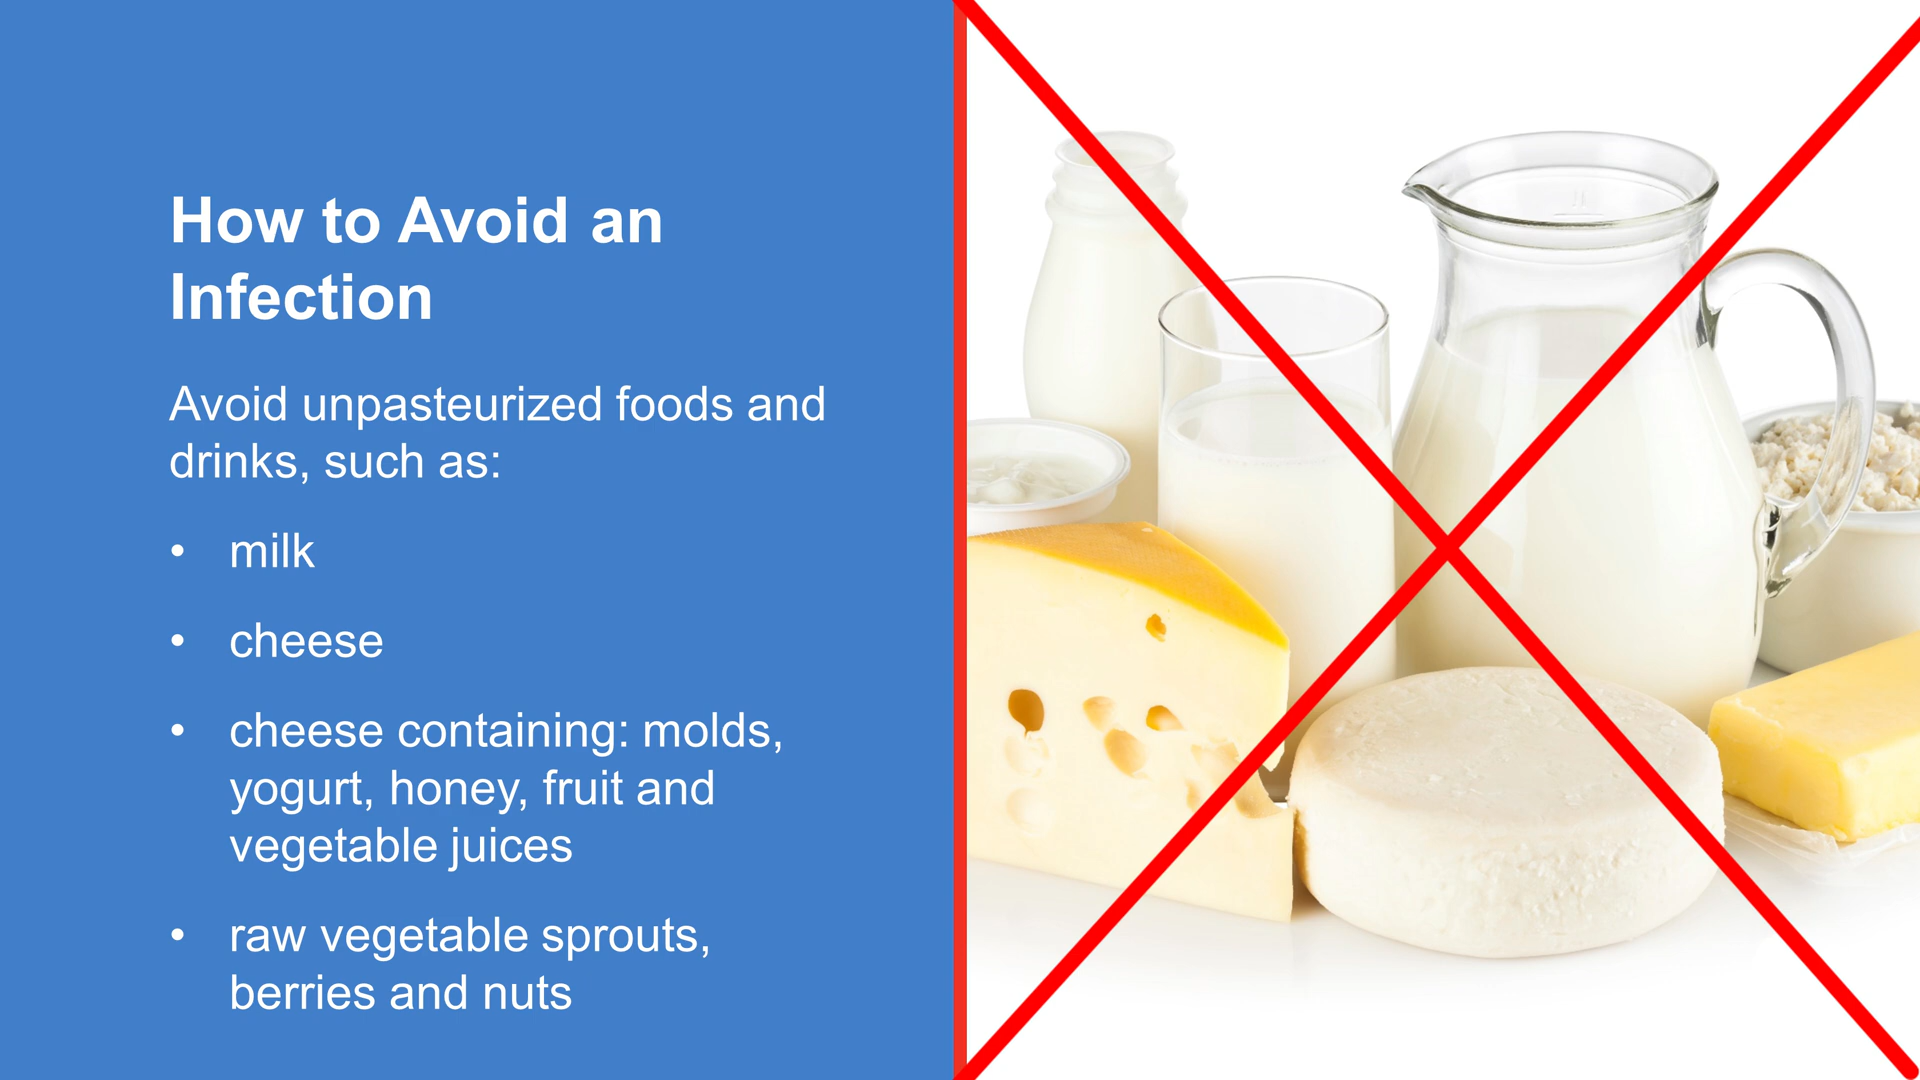 How to Avoid an
Infection
Avoid unpasteurized foods and
drinks, such as:
• milk
• cheese
• cheese containing: molds,
yogurt, honey, fruit and
vegetable juices
• raw vegetable sprouts,
berries and nuts